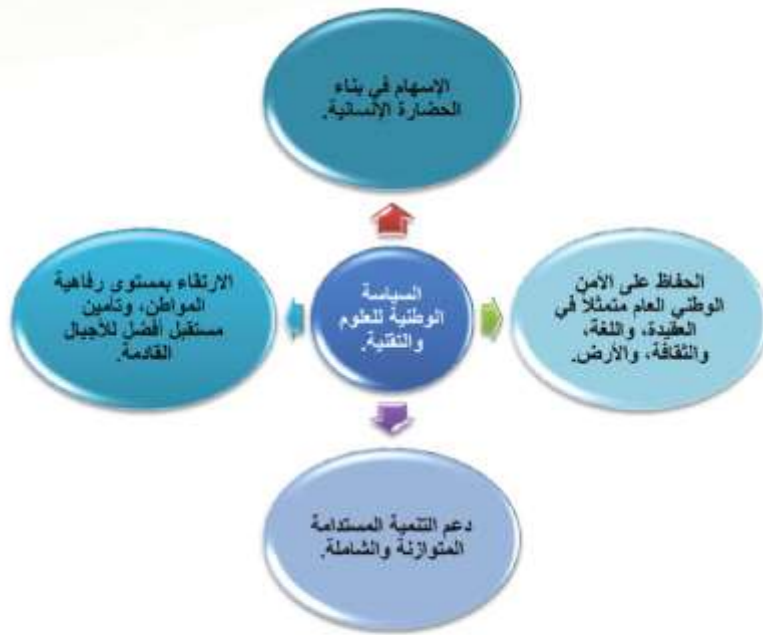 الإسهام في بناء
الحضارة الإنسانية.
الحفاظ على الأمن
الوطني العام متمثلاً في
العقيدة، واللغة،
والثقافة، والأرض.
السياسة
الوطنية للعلوم
والتقنية.
الارتقاء بمستوى رفاهية
المواطن، وتأمين
مستقبل أفضل للأجيال
القادمة.
دعم التنمية المستدامة
المتوازنة والشاملة.